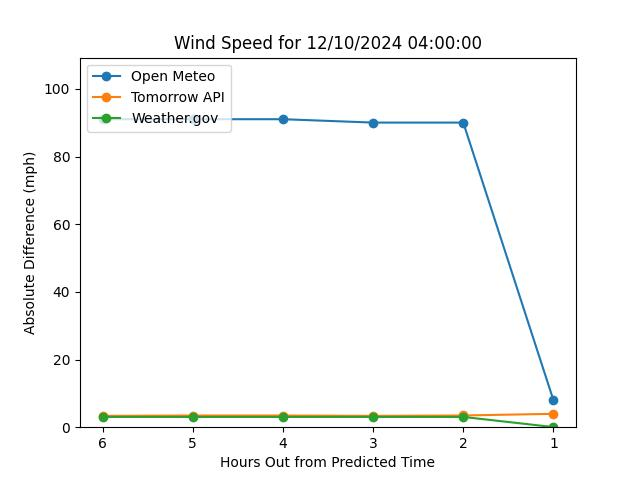 Wind Speed for 12/10/2024 04:00:00
Open Meteo
Tomorrow API
Weather.gov
100
80
60
40
20
0
Absolute Difference (mph)
6 5 4 3 2 1
Hours Out from Predicted Time